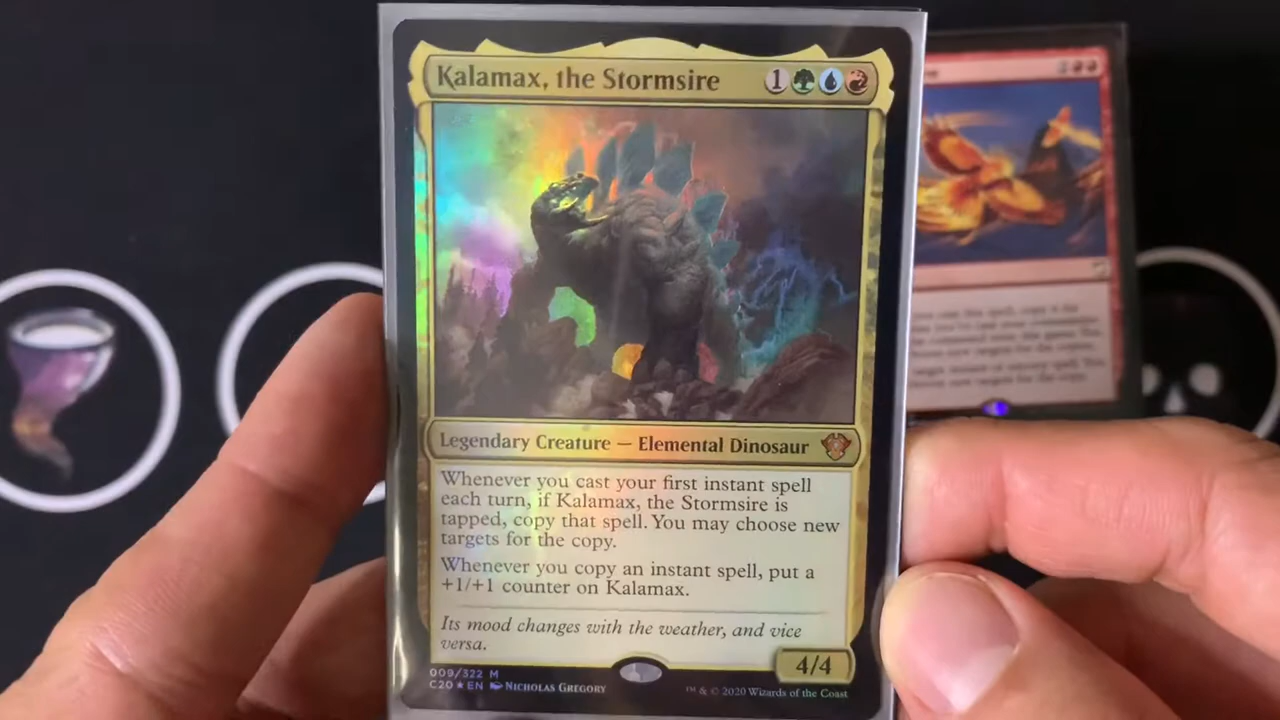 Kalamax, the Stormsire 1
Legendary Creature — Elemental Dinosaur
Whenever you cast your first instant spell
each turn, if Kalamax, the Stormsire is
tapped, copy that spell. You may choose new
targets for the copy.
Whenever you copy an instant spell, put a
+1/+1 counter on Kalamax.
Its mood changes with the weather, and vice
versa.
4/4
009/322 M
C20 ★ EN Nicholas Gregory
™ & © 2020 Wizards of the Coast